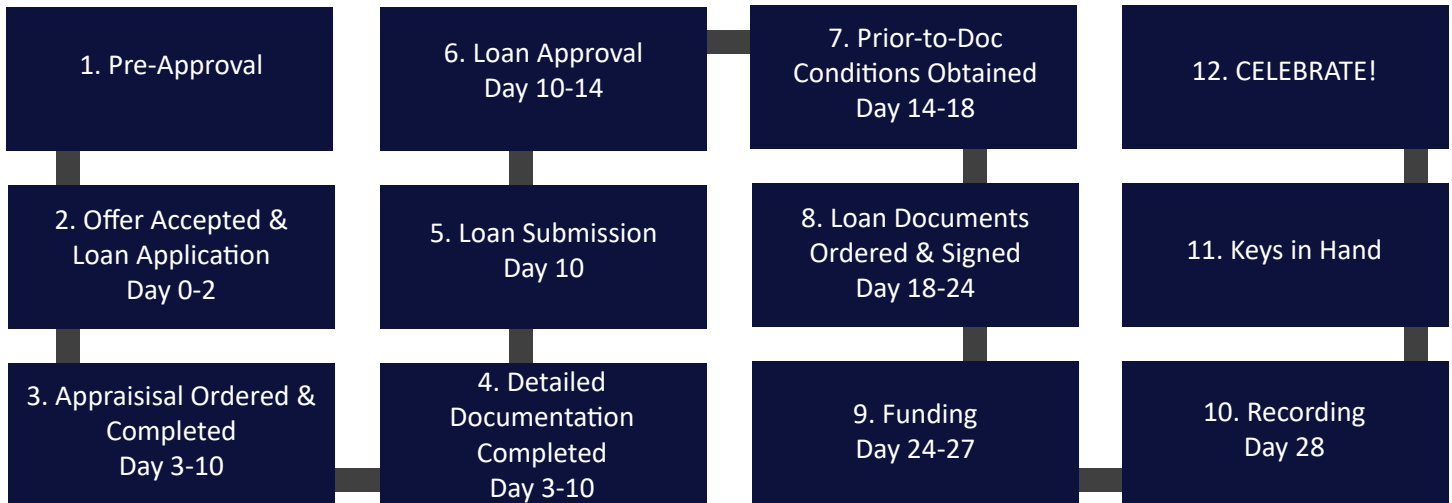 1. Pre-Approval
2. Offer Accepted &
Loan Application
Day 0-2
3. Appraisisal Ordered &
Completed
Day 3-10
4. Detailed
Documentation
Completed
Day 3-10
5. Loan Submission
Day 10
6. Loan Approval
Day 10-14
7. Prior-to-Doc
Conditions Obtained
Day 14-18
8. Loan Documents
Ordered & Signed
Day 18-24
9. Funding
Day 24-27
10. Recording
Day 28
11. Keys in Hand
12. CELEBRATE!